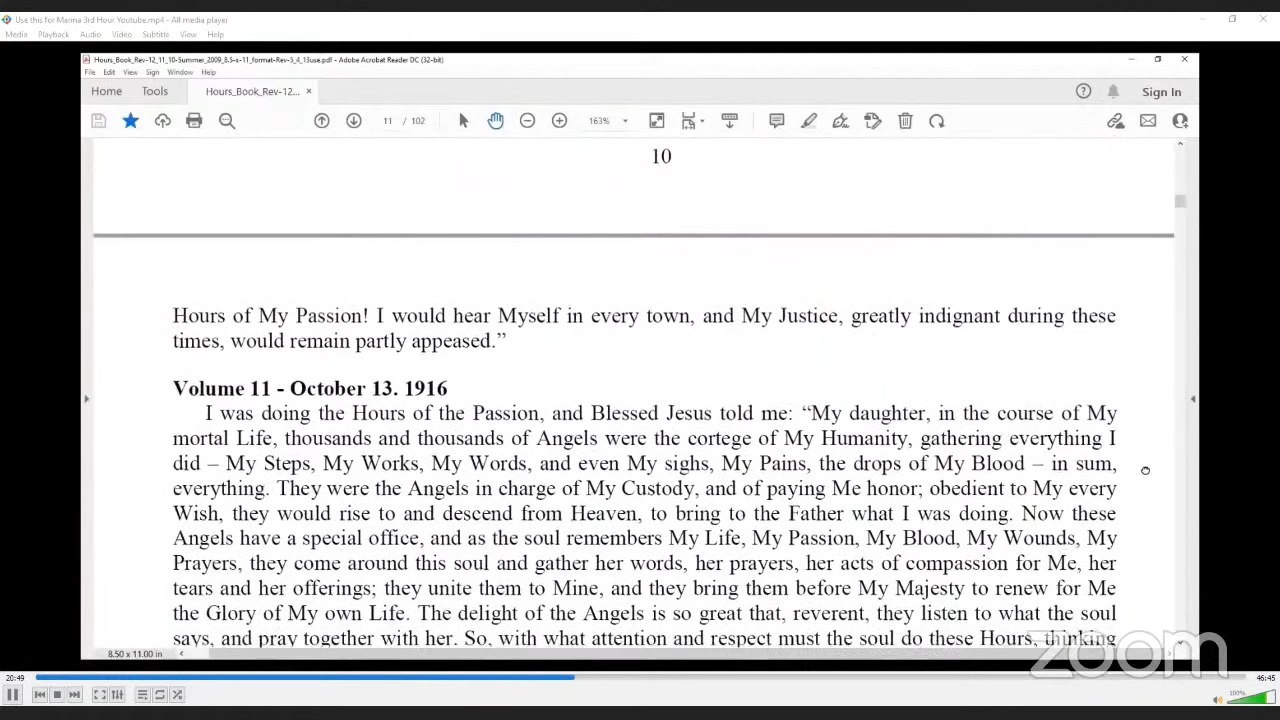 Use this for Manna 3rd Hour Youtube.mp4 - All media player
Media Playback Audio Video Subtitle View Help
Hours_Book_Rev-12_11_10-Summer_2009_8.5-x-11_format-Rev-5_4_13use.pdf - Adobe Acrobat Reader DC (32-bit)
File Edit View Sign Window Help
Home Tools Hours_Book_Rev-12... × Sign In
11 / 102 163%
10
Hours of My Passion! I would hear Myself in every town, and My Justice, greatly indignant during these
times, would remain partly appeased.”
Volume 11 - October 13. 1916
I was doing the Hours of the Passion, and Blessed Jesus told me: “My daughter, in the course of My
mortal Life, thousands and thousands of Angels were the cortege of My Humanity, gathering everything I
did – My Steps, My Works, My Words, and even My sighs, My Pains, the drops of My Blood – in sum,
everything. They were the Angels in charge of My Custody, and of paying Me honor; obedient to My every
Wish, they would rise to and descend from Heaven, to bring to the Father what I was doing. Now these
Angels have a special office, and as the soul remembers My Life, My Passion, My Blood, My Wounds, My
Prayers, they come around this soul and gather her words, her prayers, her acts of compassion for Me, her
tears and her offerings; they unite them to Mine, and they bring them before My Majesty to renew for Me
the Glory of My own Life. The delight of the Angels is so great that, reverent, they listen to what the soul
says, and pray together with her. So, with what attention and respect must the soul do these Hours, thinking
8.50 x 11.00 in
zoom
20:49 46:45
100%